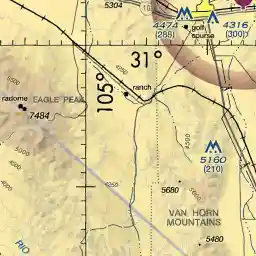 5304
4474
(288)
golf
course
4316
(300)
31°
105°
ranch
radome
EAGLE PEAK
7484
5160
(210)
5680
VAN HORN
MOUNTAINS
5480
RIO